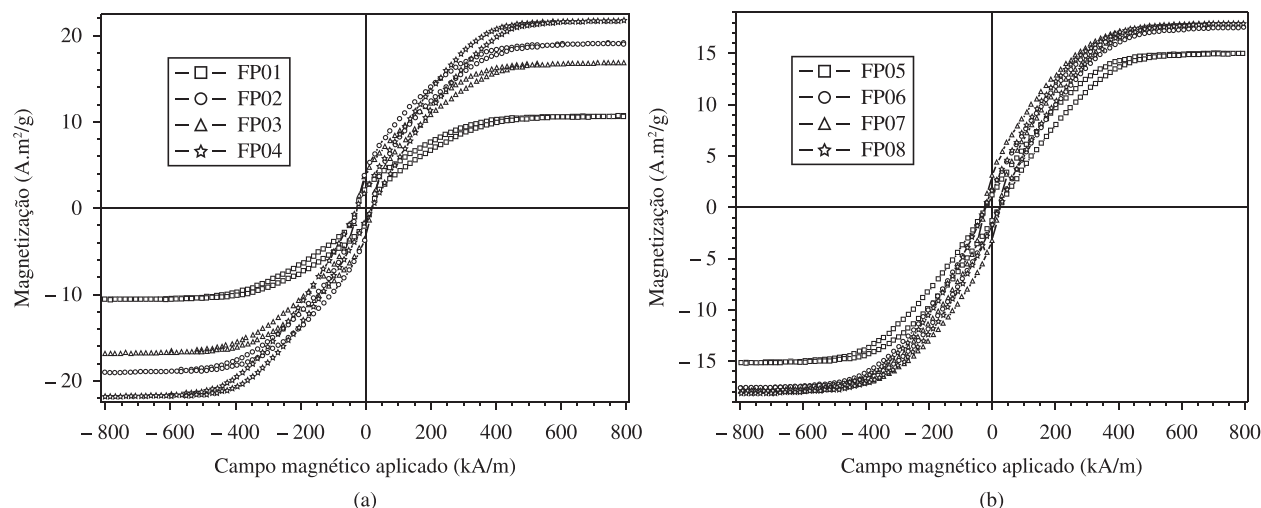 20
10
0
− 10
− 20
Magnetização (A.m²/g)
FP01
FP02
FP03
FP04
− 800 − 600 − 400 − 200 0 200 400 600 800
Campo magnético aplicado (kA/m)
(a)
15
10
5
0
− 5
− 10
− 15
Magnetização (A.m²/g)
FP05
FP06
FP07
FP08
− 800 − 600 − 400 − 200 0 200 400 600 800
Campo magnético aplicado (kA/m)
(b)